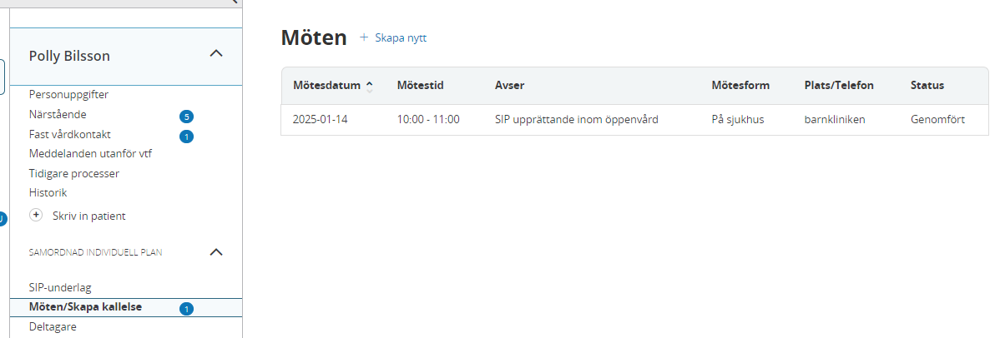 Polly Bilsson
Personuppgifter
Närstående 5
Fast vårdkontakt 1
Meddelanden utanför vtf
Tidigare processer
Historik
+ Skriv in patient
SAMORDNAD INDIVIDUELL PLAN
SIP-underlag
Möten/Skapa kallelse 1
Deltagare
Möten + Skapa nytt
Mötesdatum Mötestid Avser Mötesform Plats/Telefon Status
2025-01-14 10:00 - 11:00 SIP upprättande inom öppenvård På sjukhus barnkliniken Genomfört